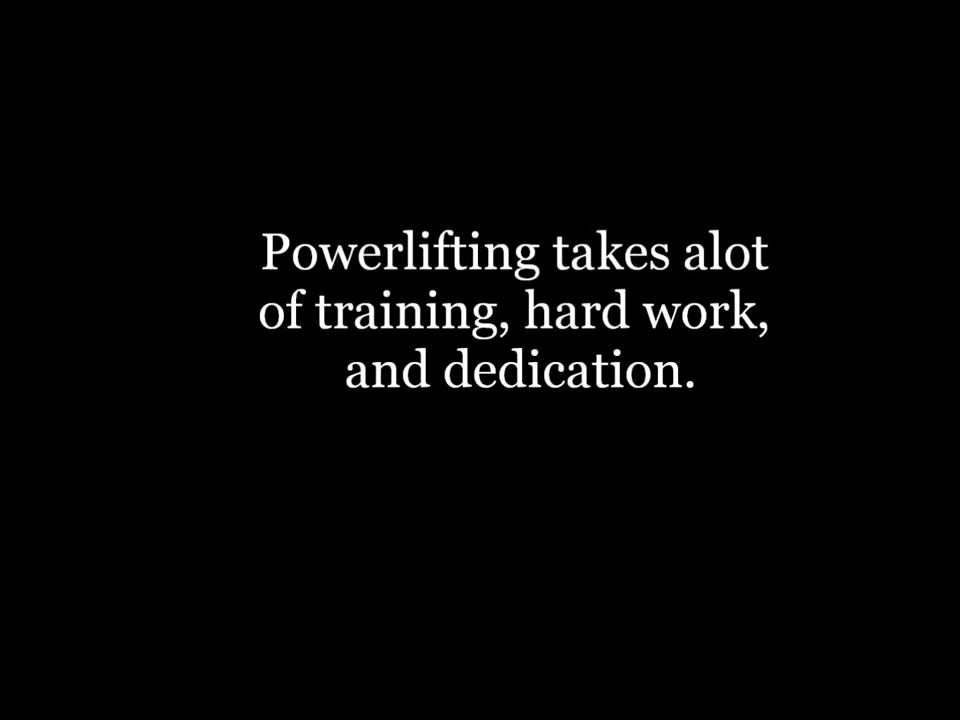 Powerlifting takes alot
of training, hard work,
and dedication.